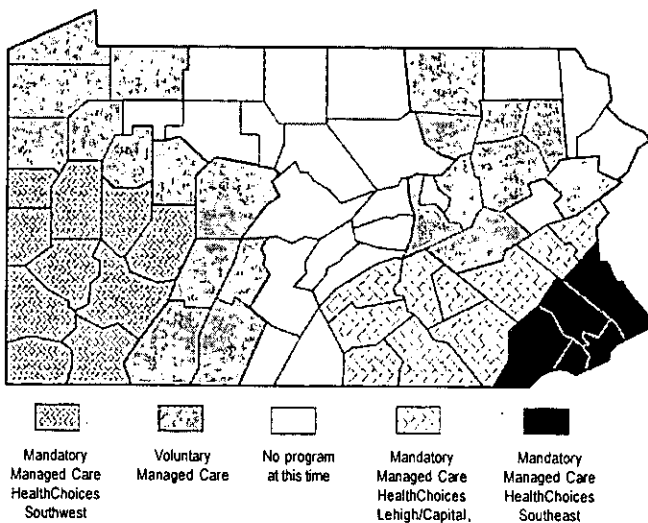 Mandatory
Managed Care
HealthChoices
Southwest
Voluntary
Managed Care
No program
at this time
Mandatory
Managed Care
HealthChoices
Lehigh/Capital,
Mandatory
Managed Care
HealthChoices
Southeast